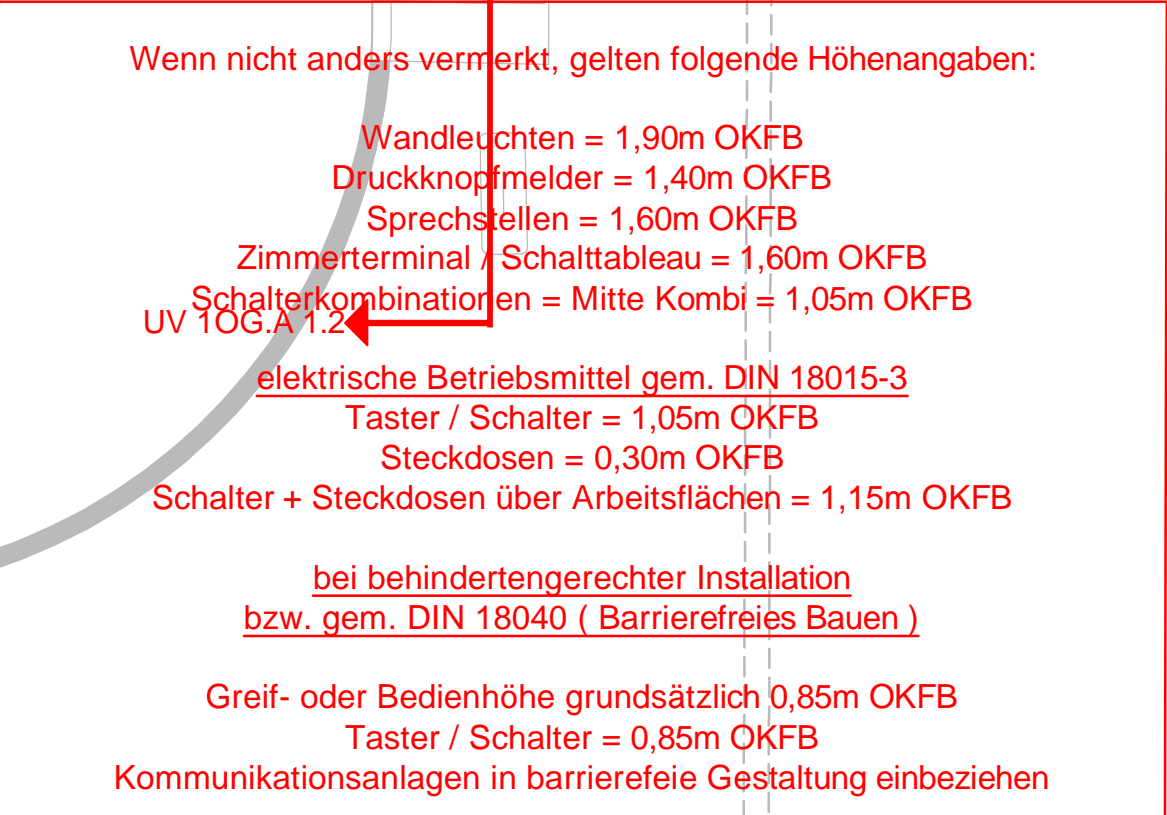 Wenn nicht anders vermerkt, gelten folgende Höhenangaben:
Wandleuchten = 1,90m OKFB
Druckknopfmelder = 1,40m OKFB
Sprechstellen = 1,60m OKFB
Zimmerterminal / Schalttableau = 1,60m OKFB
Schalterkombinationen = Mitte Kombi = 1,05m OKFB
UV 1OG.A 1.2
elektrische Betriebsmittel gem. DIN 18015-3
Taster / Schalter = 1,05m OKFB
Steckdosen = 0,30m OKFB
Schalter + Steckdosen über Arbeitsflächen = 1,15m OKFB
bei behindertengerechter Installation
bzw. gem. DIN 18040 ( Barrierefreies Bauen )
Greif- oder Bedienhöhe grundsätzlich 0,85m OKFB
Taster / Schalter = 0,85m OKFB
Kommunikationsanlagen in barrierefeie Gestaltung einbeziehen